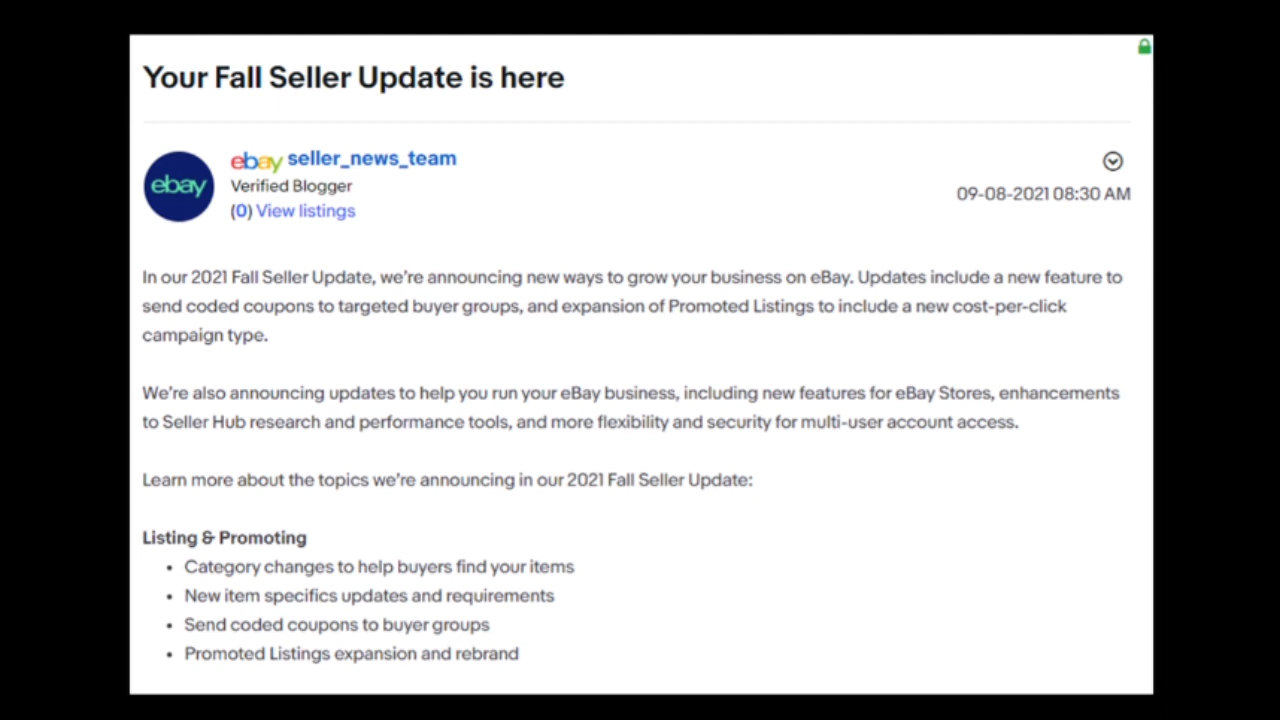 Your Fall Seller Update is here
ebay
ebay seller_news_team
Verified Blogger
(0) View listings
09-08-2021 08:30 AM
In our 2021 Fall Seller Update, we're announcing new ways to grow your business on eBay. Updates include a new feature to
send coded coupons to targeted buyer groups, and expansion of Promoted Listings to include a new cost-per-click
campaign type.
We're also announcing updates to help you run your eBay business, including new features for eBay Stores, enhancements
to Seller Hub research and performance tools, and more flexibility and security for multi-user account access.
Learn more about the topics we're announcing in our 2021 Fall Seller Update:
Listing & Promoting
• Category changes to help buyers find your items
• New item specifics updates and requirements
• Send coded coupons to buyer groups
• Promoted Listings expansion and rebrand